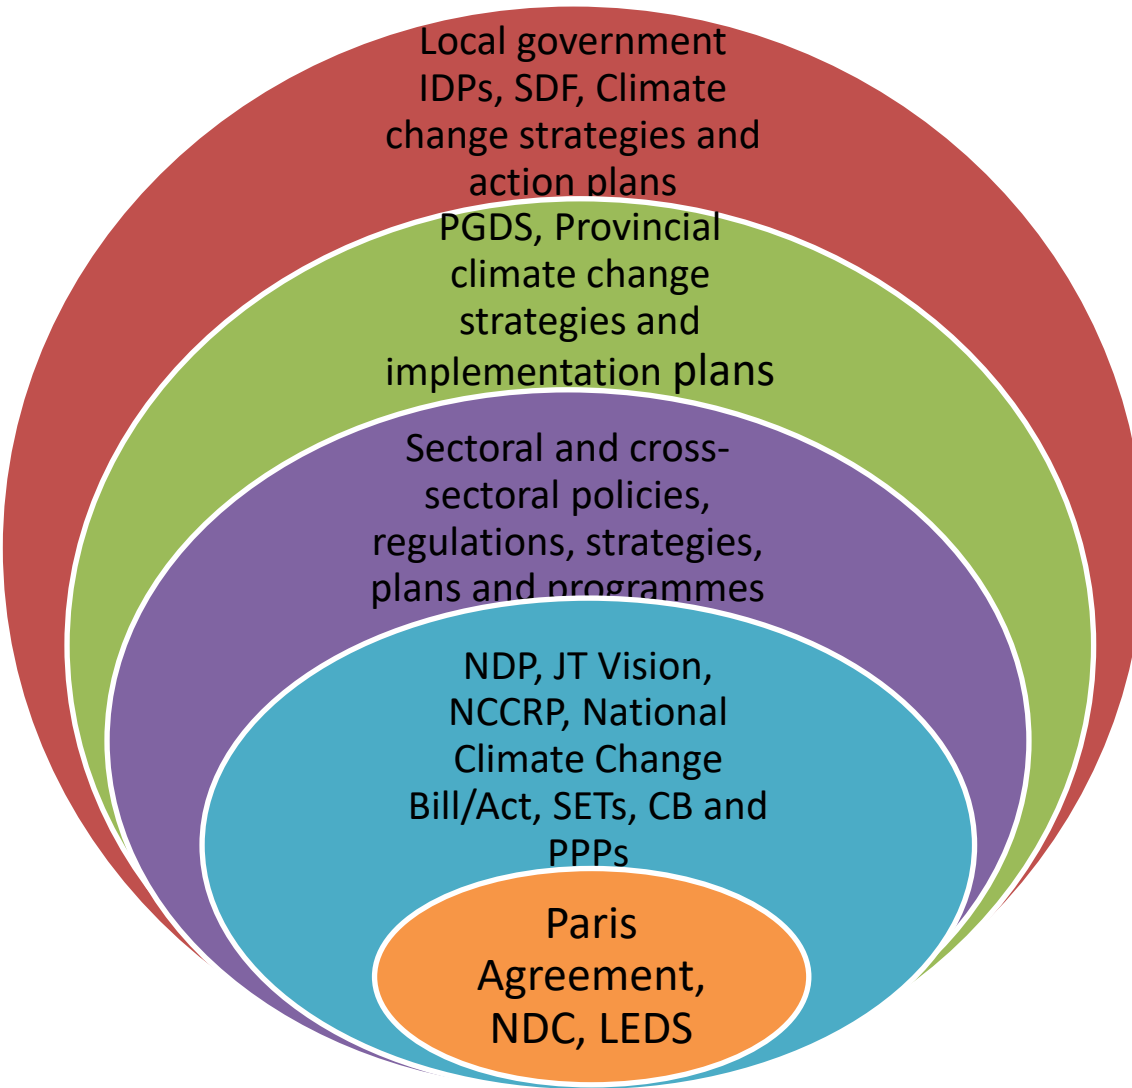 Local government
IDPs, SDF, Climate
change strategies and
action plans
PGDS, Provincial
climate change
strategies and
implementation plans
Sectoral and cross-
sectoral policies,
regulations, strategies,
plans and programmes
NDP, JT Vision,
NCCRP, National
Climate Change
Bill/Act, SETs, CB and
PPPs
Paris
Agreement,
NDC, LEDS